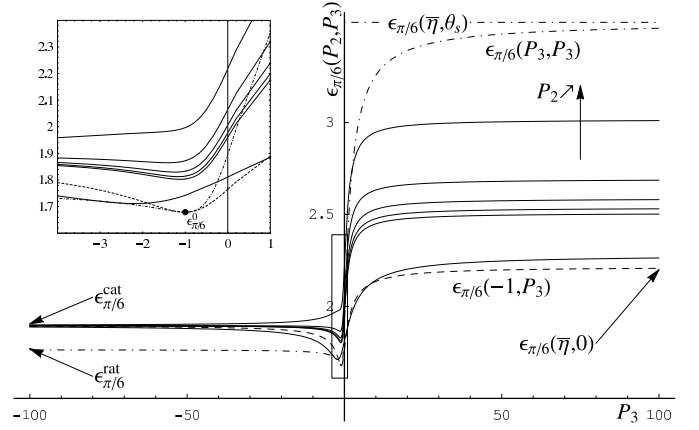 ϵπ/6(P2,P3)
ϵπ/6(η̅,θs)
ϵπ/6(P3,P3)
P2↗
3
2.5
2
ϵπ/6(-1,P3)
ϵπ/6(η̅,0)
ϵπ/6cat
ϵπ/6rat
-100
-50
50
P3
100
2.3
2.2
2.1
2
1.9
1.8
1.7
ϵπ/60
-3
-2
-1
0
1